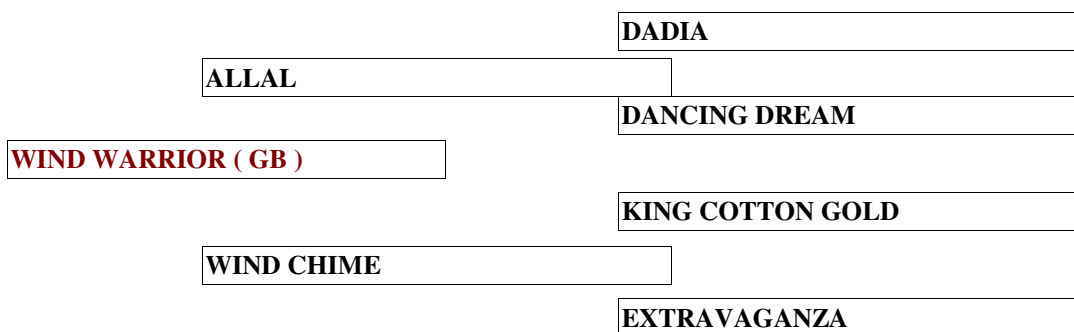 DADIA
ALLAL
DANCING DREAM
WIND WARRIOR ( GB )
KING COTTON GOLD
WIND CHIME
EXTRAVAGANZA